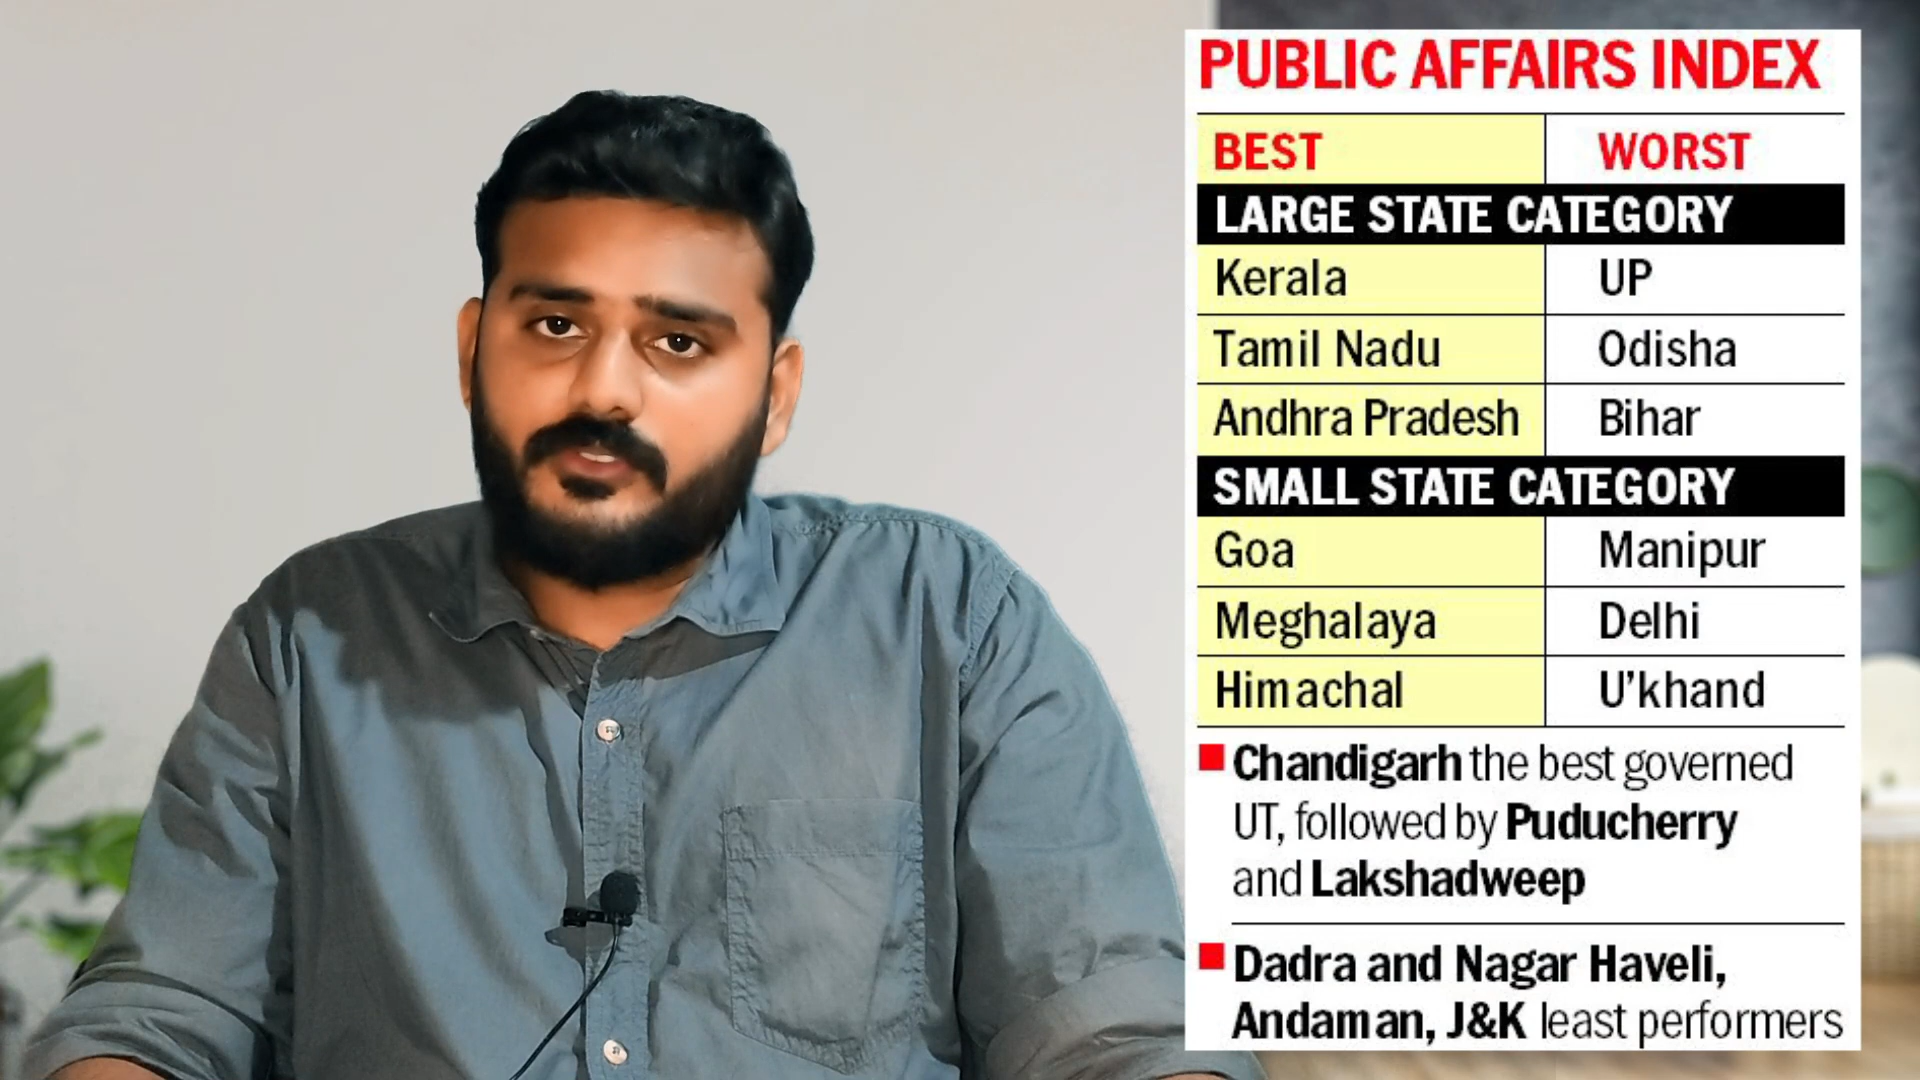 PUBLIC AFFAIRS INDEX
BEST WORST
LARGE STATE CATEGORY
Kerala UP
Tamil Nadu Odisha
Andhra Pradesh Bihar
SMALL STATE CATEGORY
Goa Manipur
Meghalaya Delhi
Himachal U'khand
Chandigarh the best governed
UT, followed by Puducherry
and Lakshadweep
Dadra and Nagar Haveli,
Andaman, J&K least performers